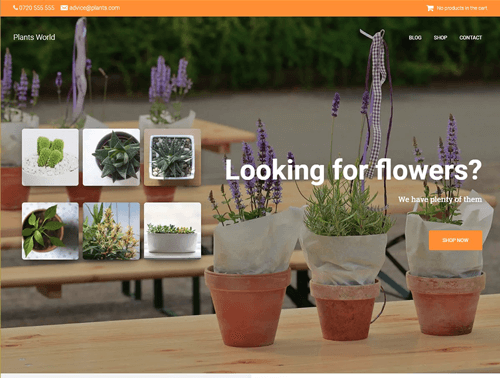 0720 555 555 advice@plants.com No products in the cart
Plants World BLOG SHOP CONTACT
Looking for flowers?
We have plenty of them
SHOP NOW